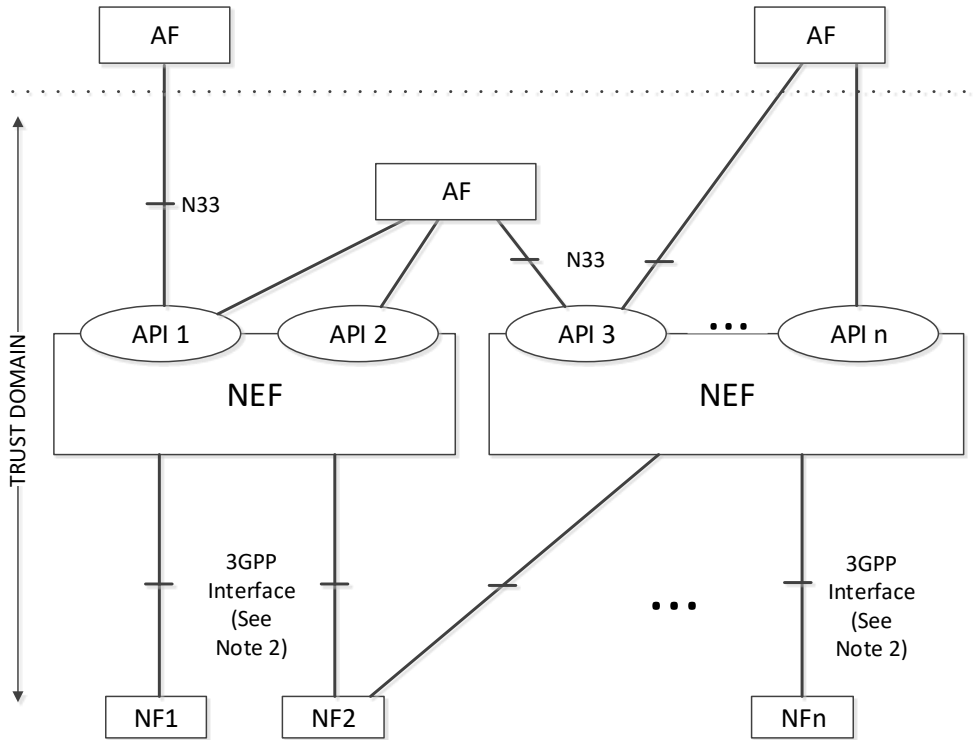 AF
AF
AF
N33
N33
API 1
API 2
API 3
...
API n
NEF
NEF
TRUST DOMAIN
3GPP
Interface
(See
Note 2)
...
3GPP
Interface
(See
Note 2)
NF1
NF2
NFn